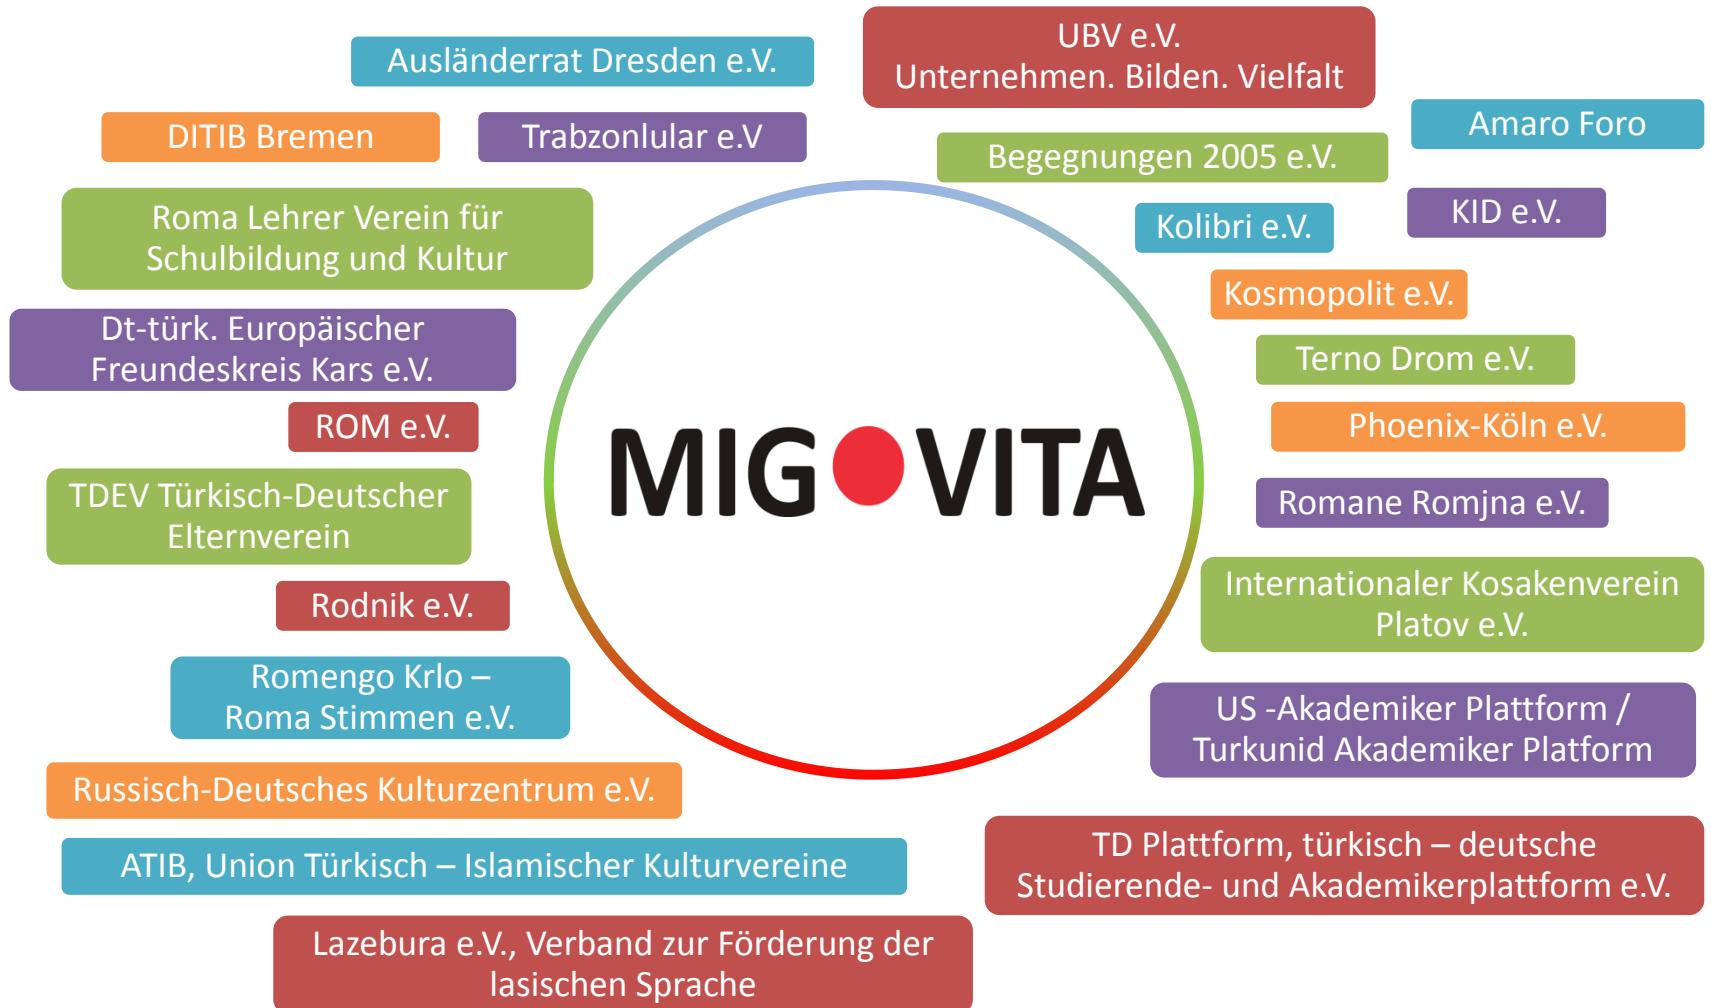 Ausländerrat Dresden e.V.
UBV e.V.
Unternehmen. Bilden. Vielfalt
DITIB Bremen
Trabzonlular e.V
Amaro Foro
Begegnungen 2005 e.V.
Roma Lehrer Verein für
Schulbildung und Kultur
Kolibri e.V.
KID e.V.
Kosmopolit e.V.
Dt-türk. Europäischer
Freundeskreis Kars e.V.
Terno Drom e.V.
ROM e.V.
Phoenix-Köln e.V.
MIG VITA
TDEV Türkisch-Deutscher
Elternverein
Romane Romjna e.V.
Rodnik e.V.
Internationaler Kosakenverein
Platov e.V.
Romengo Krlo –
Roma Stimmen e.V.
US -Akademiker Plattform /
Turkunid Akademiker Platform
Russisch-Deutsches Kulturzentrum e.V.
ATIB, Union Türkisch – Islamischer Kulturvereine
TD Plattform, türkisch – deutsche
Studierende- und Akademikerplattform e.V.
Lazebura e.V., Verband zur Förderung der
lasischen Sprache